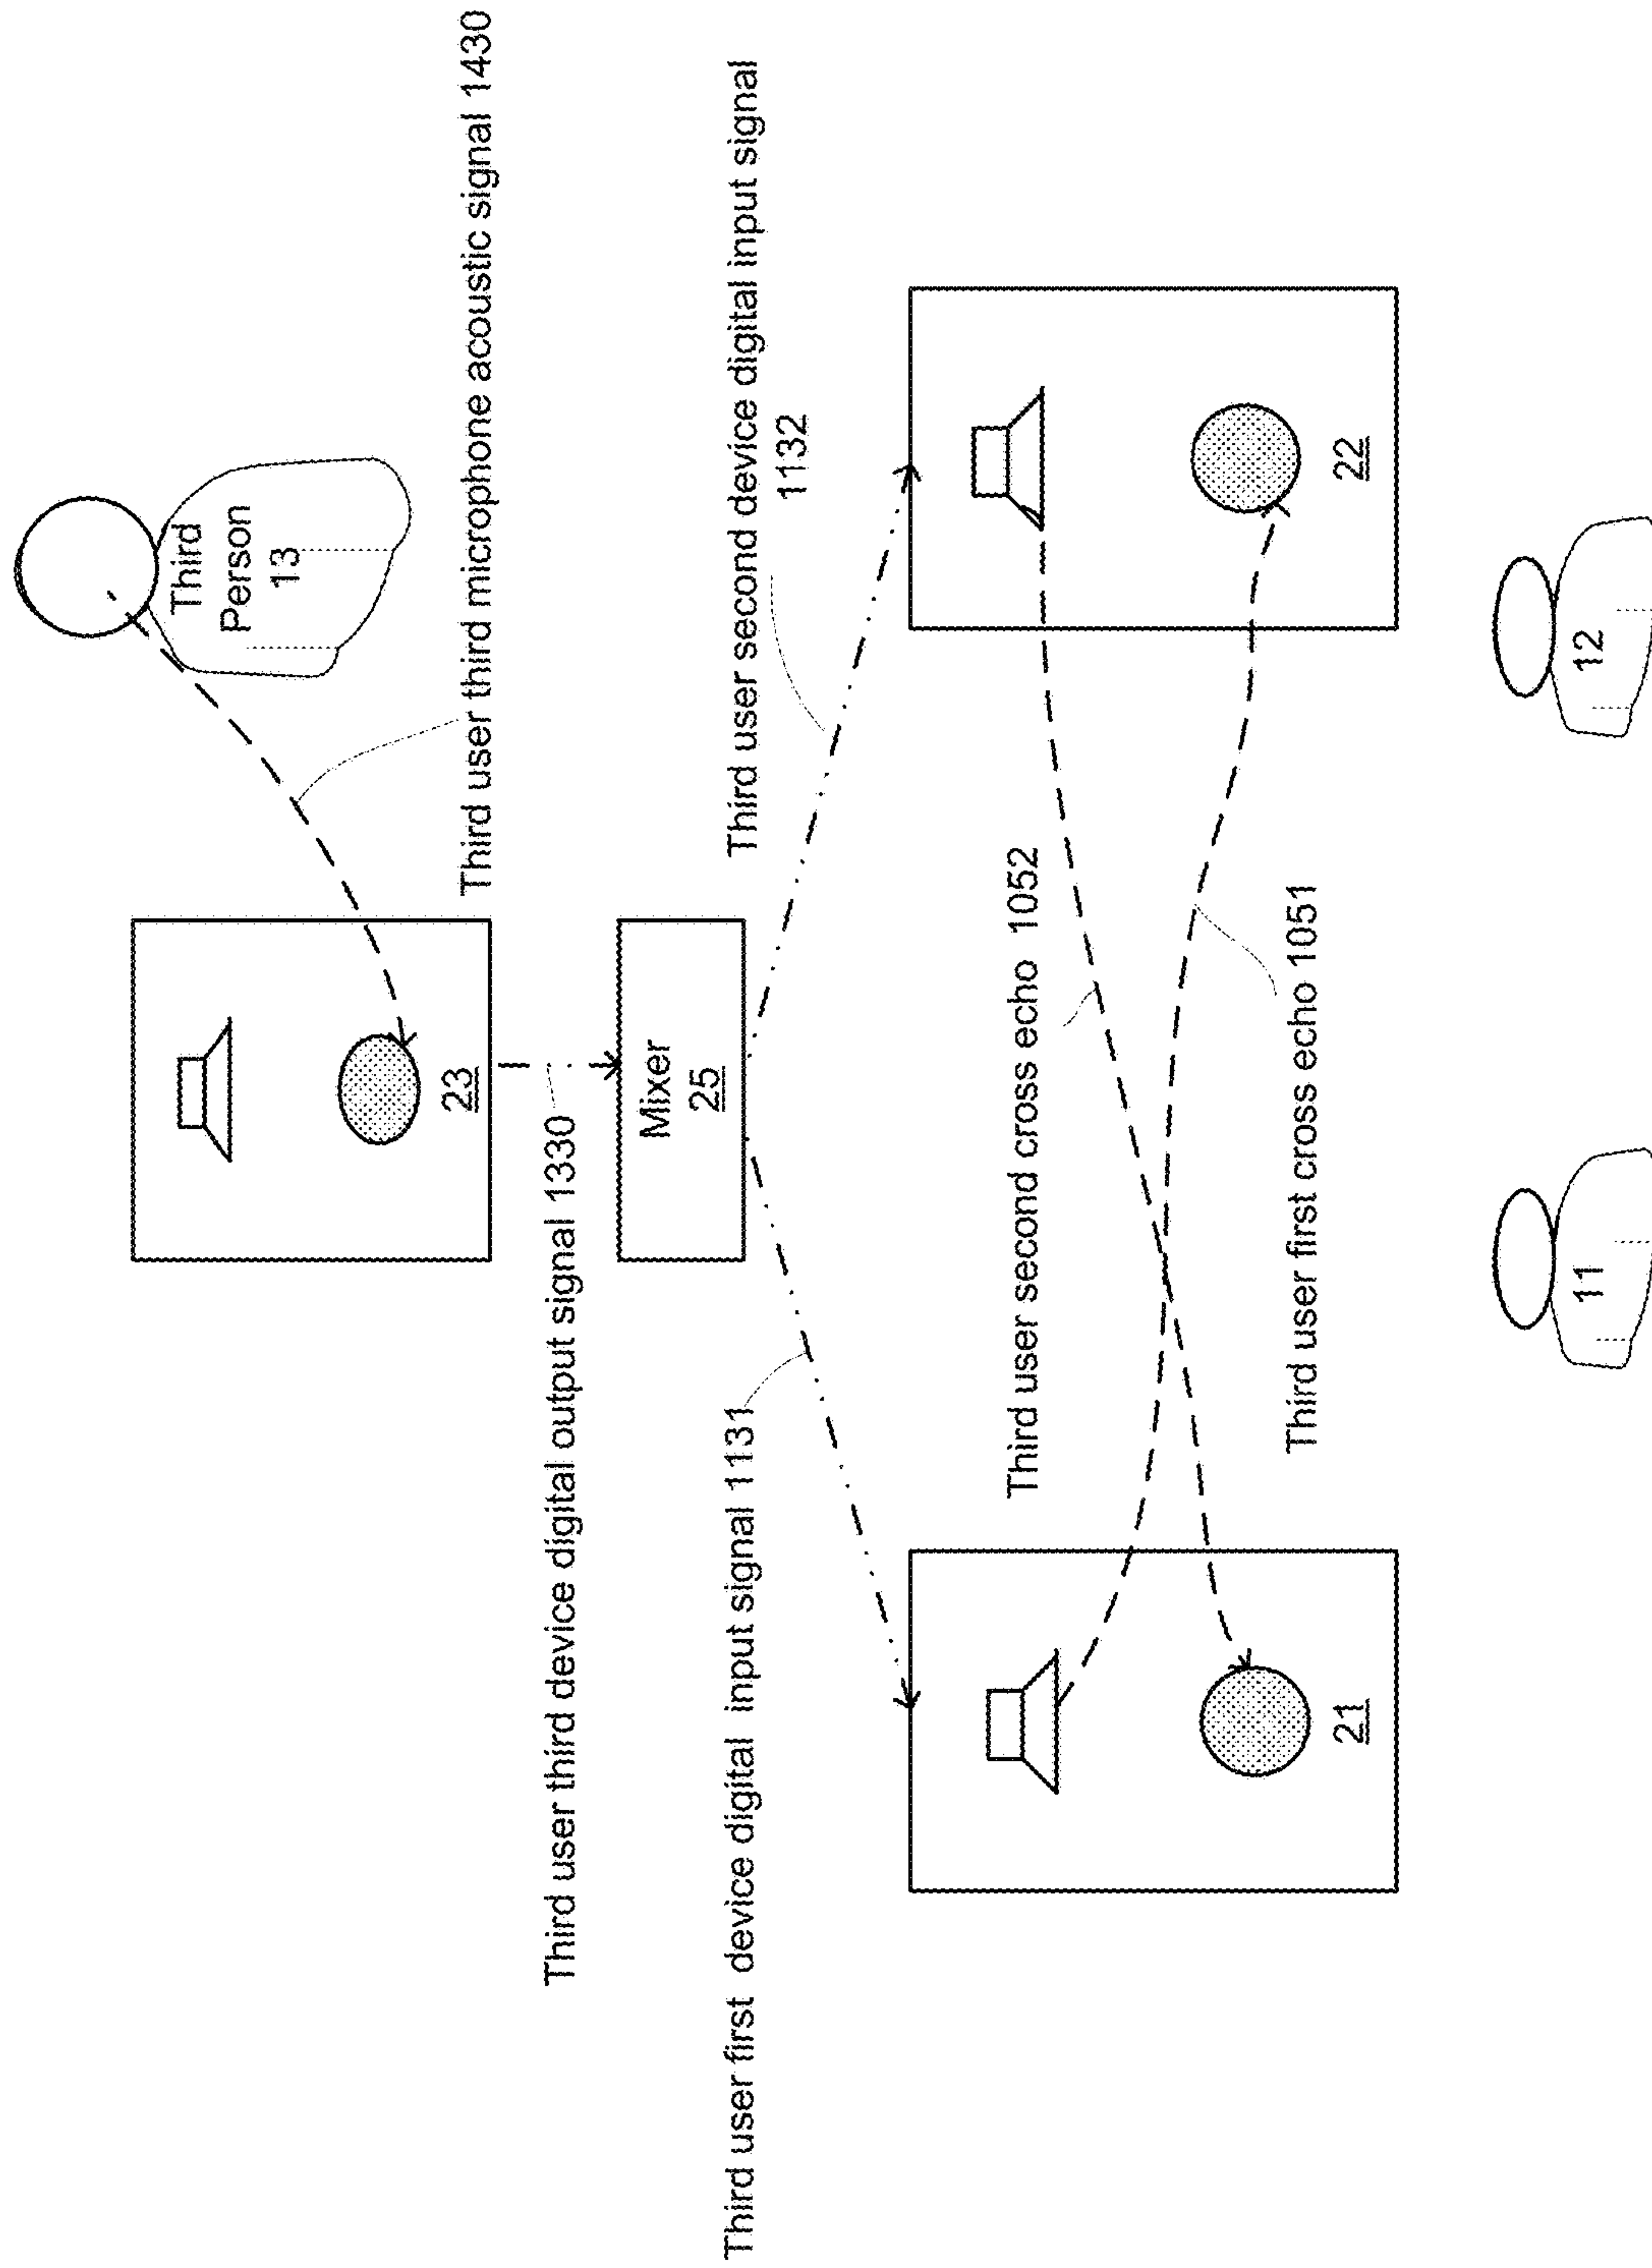 Third
Person
13
Third user third microphone acoustic signal 1430
23
Third user third device digital output signal 1330
Mixer
25
Third user first device digital input signal 1131
Third user second device digital input signal
1132
Third user second cross echo 1052
Third user first cross echo 1051
21
22
11
12